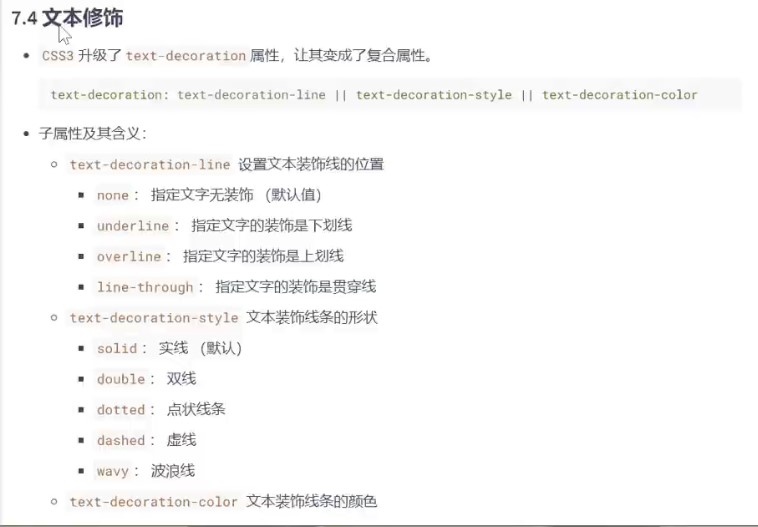 7.4 文本修饰
CSS3 升级了 text-decoration 属性，让其变成了复合属性。
text-decoration: text-decoration-line || text-decoration-style || text-decoration-color
子属性及其含义：
text-decoration-line 设置文本装饰线的位置
none： 指定文字无装饰 （默认值）
underline： 指定文字的装饰是下划线
overline： 指定文字的装饰是上划线
line-through： 指定文字的装饰是贯穿线
text-decoration-style 文本装饰线条的形状
solid： 实线 （默认）
double： 双线
dotted： 点状线条
dashed： 虚线
wavy： 波浪线
text-decoration-color 文本装饰线条的颜色